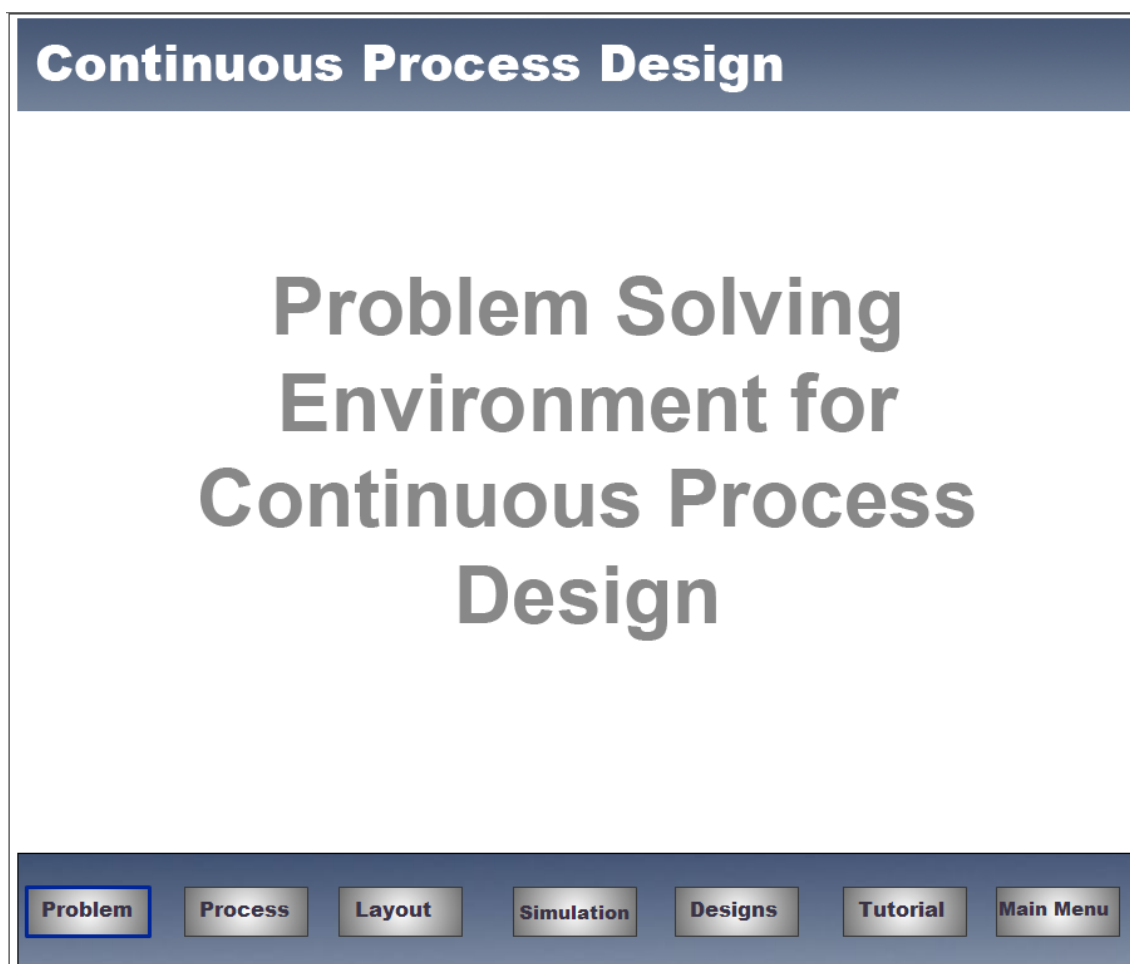 Continuous Process Design
Problem Solving
Environment for
Continuous Process
Design
Problem Process Layout Simulation Designs Tutorial Main Menu